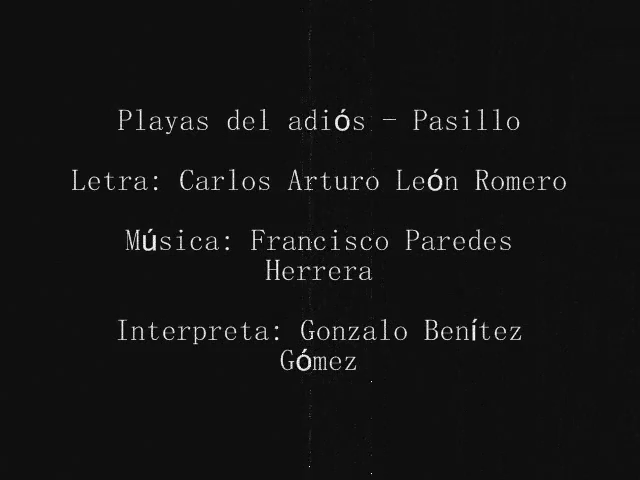 Playas del adiós - Pasillo
Letra: Carlos Arturo León Romero
Música: Francisco Paredes
Herrera
Interpreta: Gonzalo Benítez
Gómez